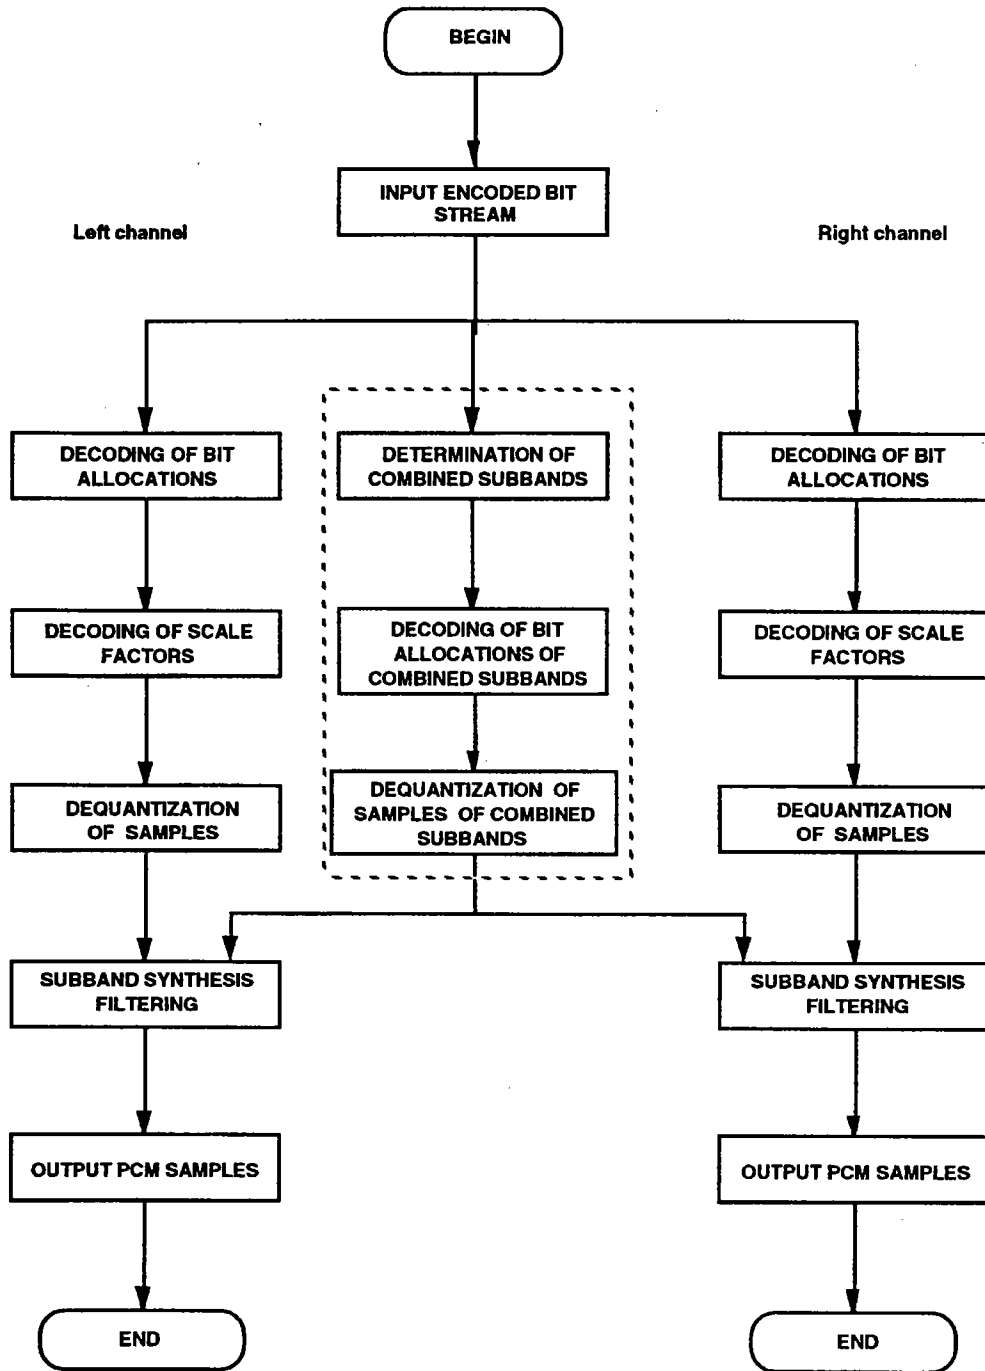 BEGIN
INPUT ENCODED BIT
STREAM
Left channel
Right channel
DECODING OF BIT
ALLOCATIONS
DETERMINATION OF
COMBINED SUBBANDS
DECODING OF BIT
ALLOCATIONS
DECODING OF SCALE
FACTORS
DECODING OF BIT
ALLOCATIONS OF
COMBINED SUBBANDS
DECODING OF SCALE
FACTORS
DEQUANTIZATION
OF SAMPLES
DEQUANTIZATION OF
SAMPLES OF COMBINED
SUBBANDS
DEQUANTIZATION
OF SAMPLES
SUBBAND SYNTHESIS
FILTERING
SUBBAND SYNTHESIS
FILTERING
OUTPUT PCM SAMPLES
OUTPUT PCM SAMPLES
END
END